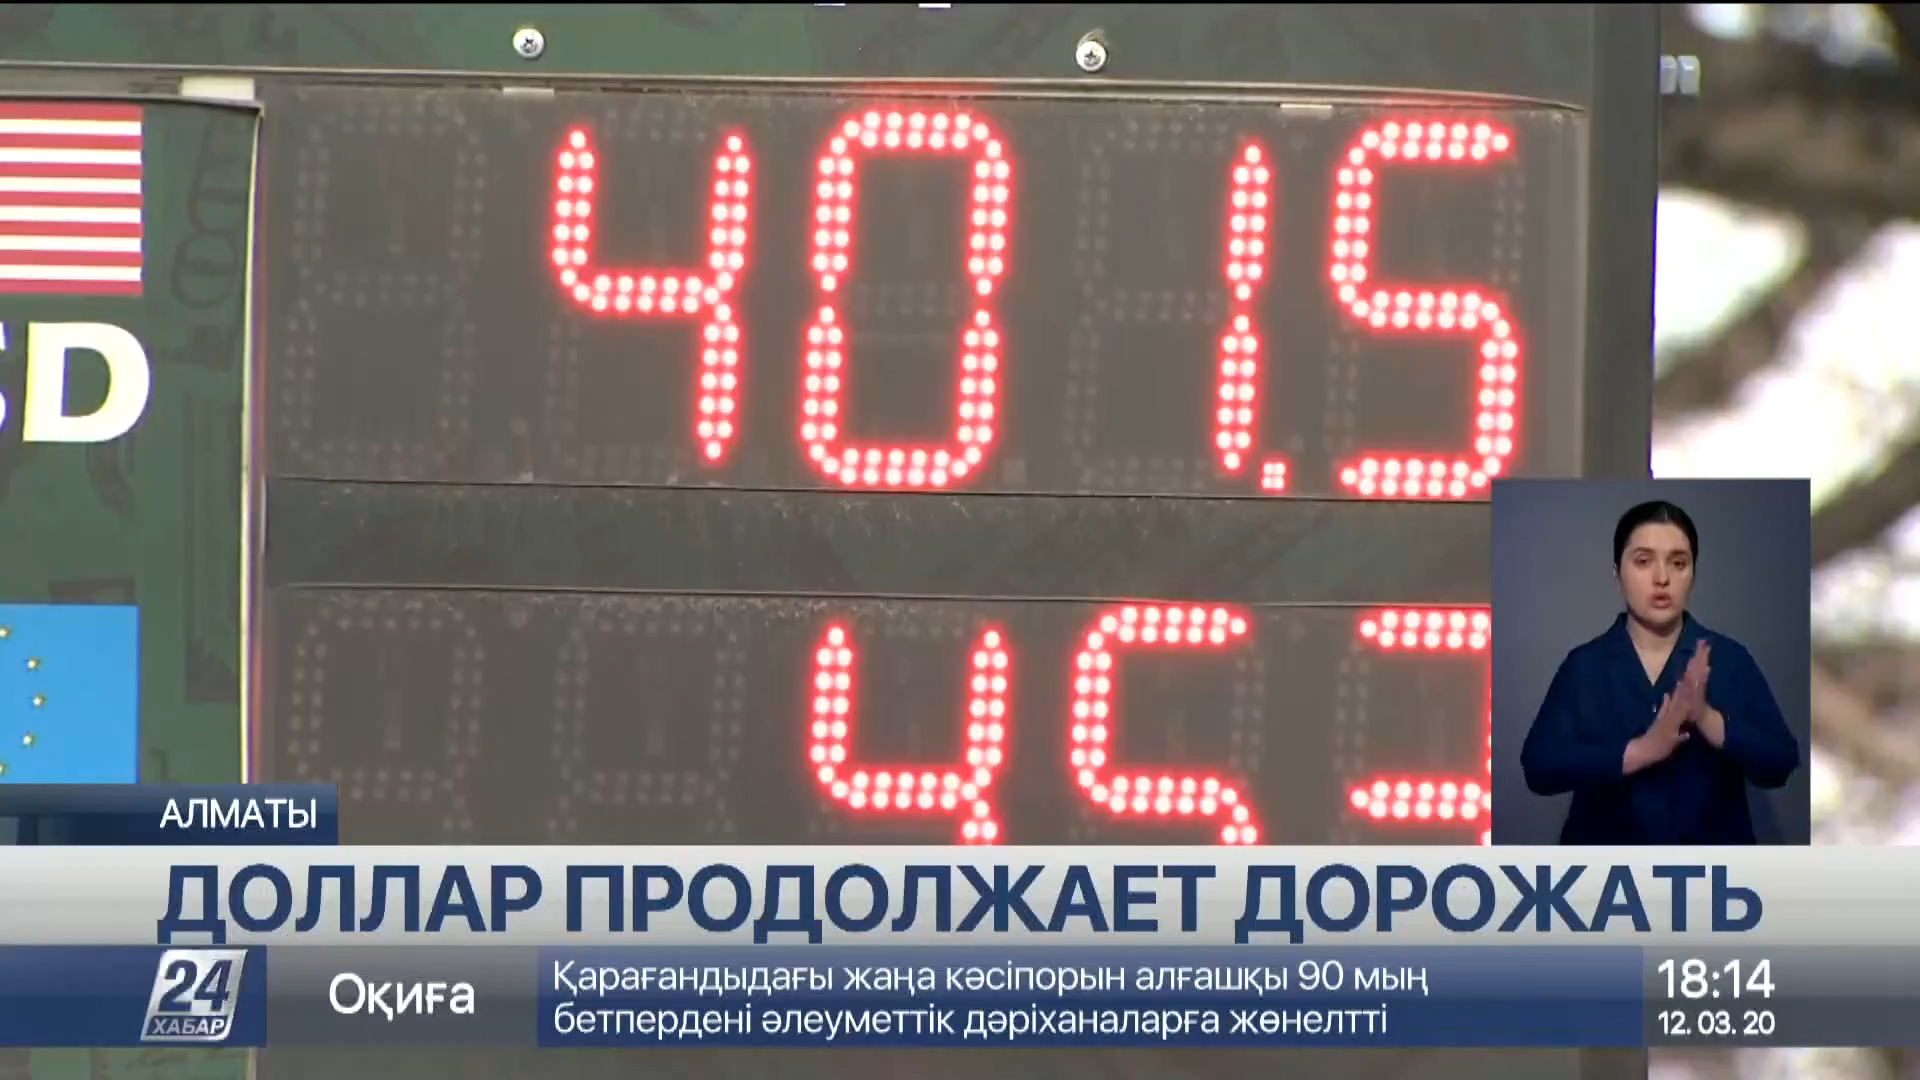 401.5
SD
453
АЛМАТЫ
ДОЛЛАР ПРОДОЛЖАЕТ ДОРОЖАТЬ
24
ХАБАР
Оқиға
Қарағандыдағы жаңа кәсіпорын алғашқы 90 мың
бетпердені әлеуметтік дәріханаларға жөнелтті
18:14
12. 03. 20